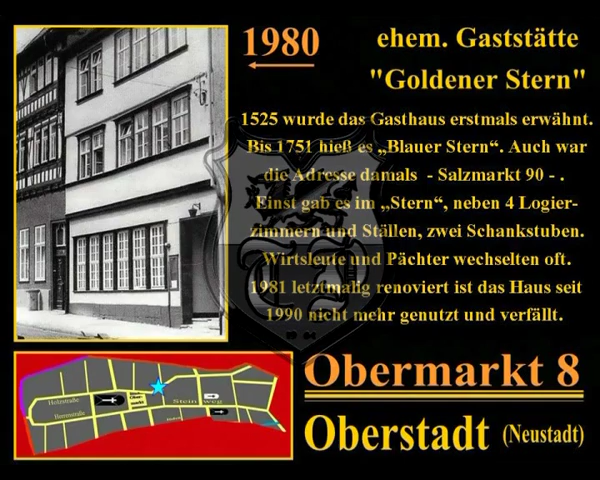 1980
ehem. Gaststätte
"Goldener Stern"
1525 wurde das Gasthaus erstmals erwähnt.
Bis 1751 hieß es „Blauer Stern“. Auch war
die Adresse damals - Salzmarkt 90 - .
Einst gab es im „Stern“, neben 4 Logier-
zimmern und Ställen, zwei Schankstuben.
Wirtsleute und Pächter wechselten oft.
1981 letztmalig renoviert ist das Haus seit
1990 nicht mehr genutzt und verfällt.
Obermarkt 8
Oberstadt (Neustadt)
Holzstraße
Steinweg